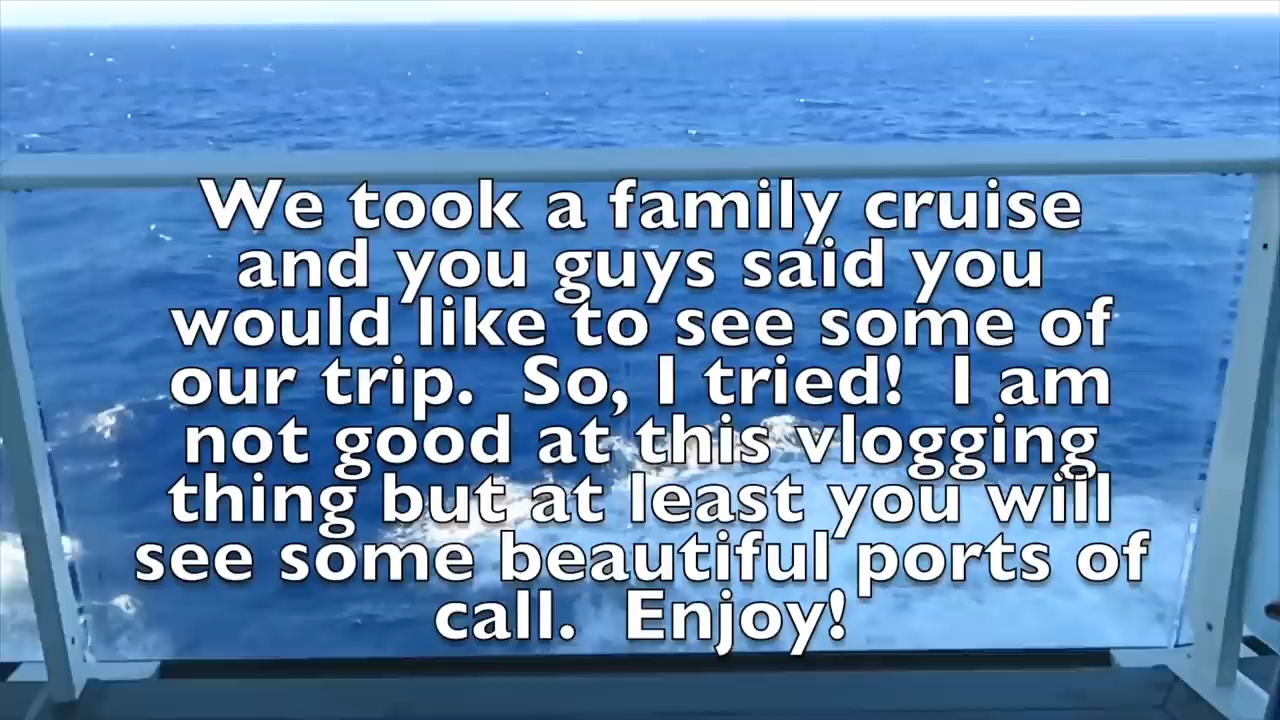 We took a family cruise
and you guys said you
would like to see some of
our trip.  So, I tried!  I am
not good at this vlogging
thing but at least you will
see some beautiful ports of
call.  Enjoy!